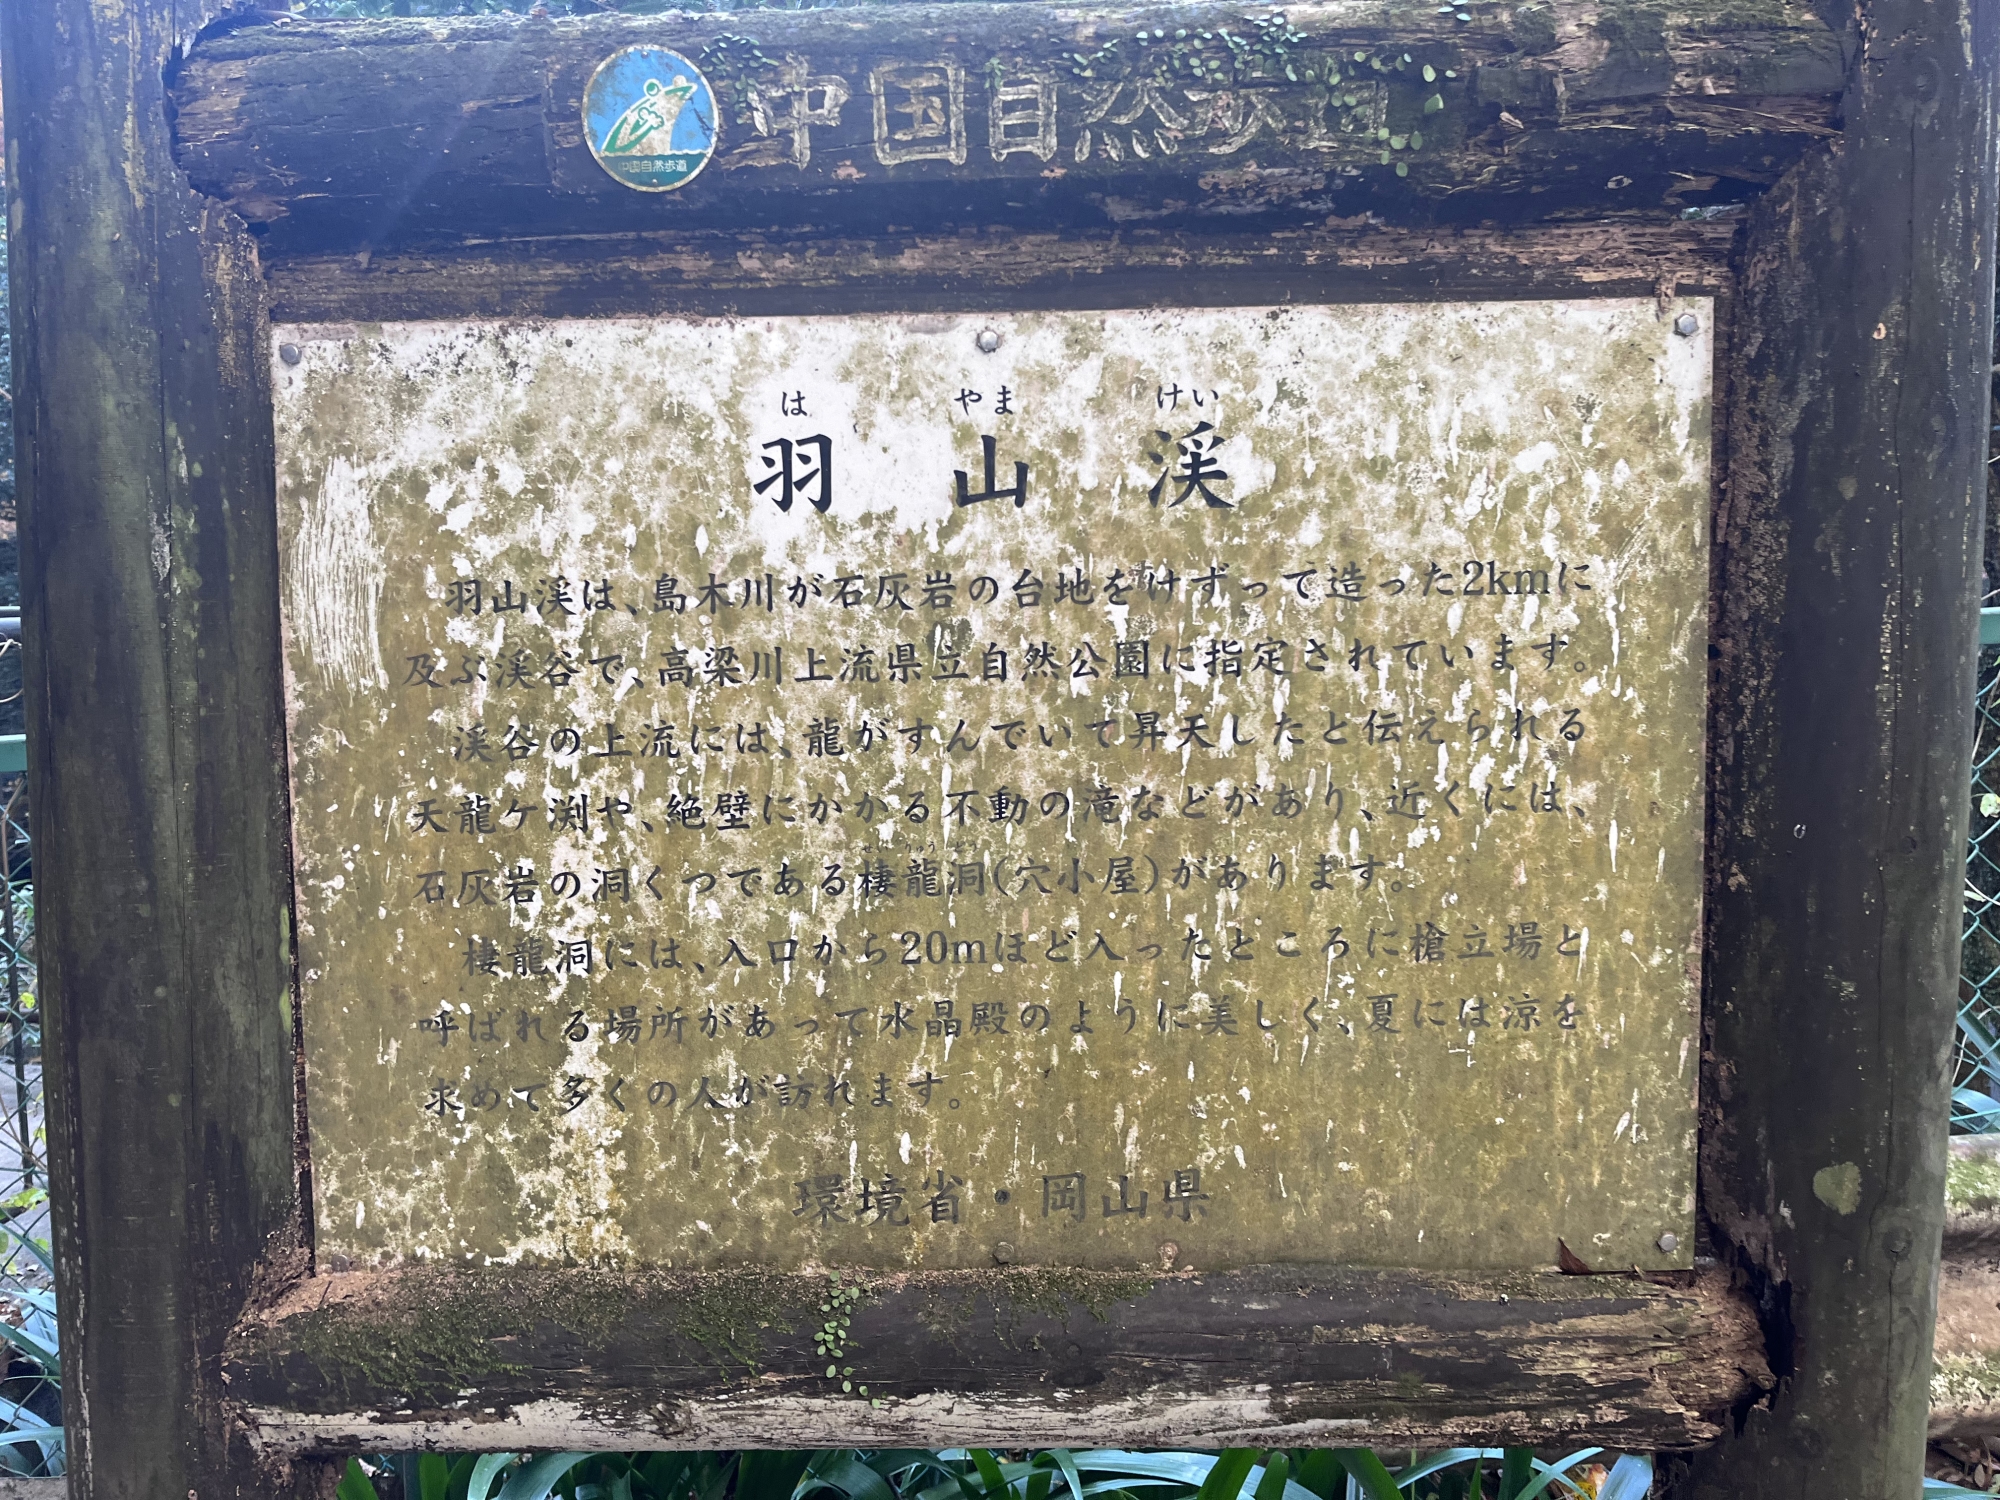 中国自然歩道
中国自然歩道
は やま けい
羽山渓
羽山渓は、島木川が石灰岩の台地をけずって造った2kmに
及ぶ渓谷で、高梁川上流県立自然公園に指定されています。
渓谷の上流には、龍がすんでいて昇天したと伝えられる
天龍ケ渕や、絶壁にかかる不動の滝などがあり、近くには、
せい りゅう どう
石灰岩の洞くつである棲龍洞(穴小屋)があります。
棲龍洞には、入口から20mほど入ったところに槍立場と
呼ばれる場所があって水晶殿のように美しく、夏には涼を
求めて多くの人が訪れます。
環境省・岡山県